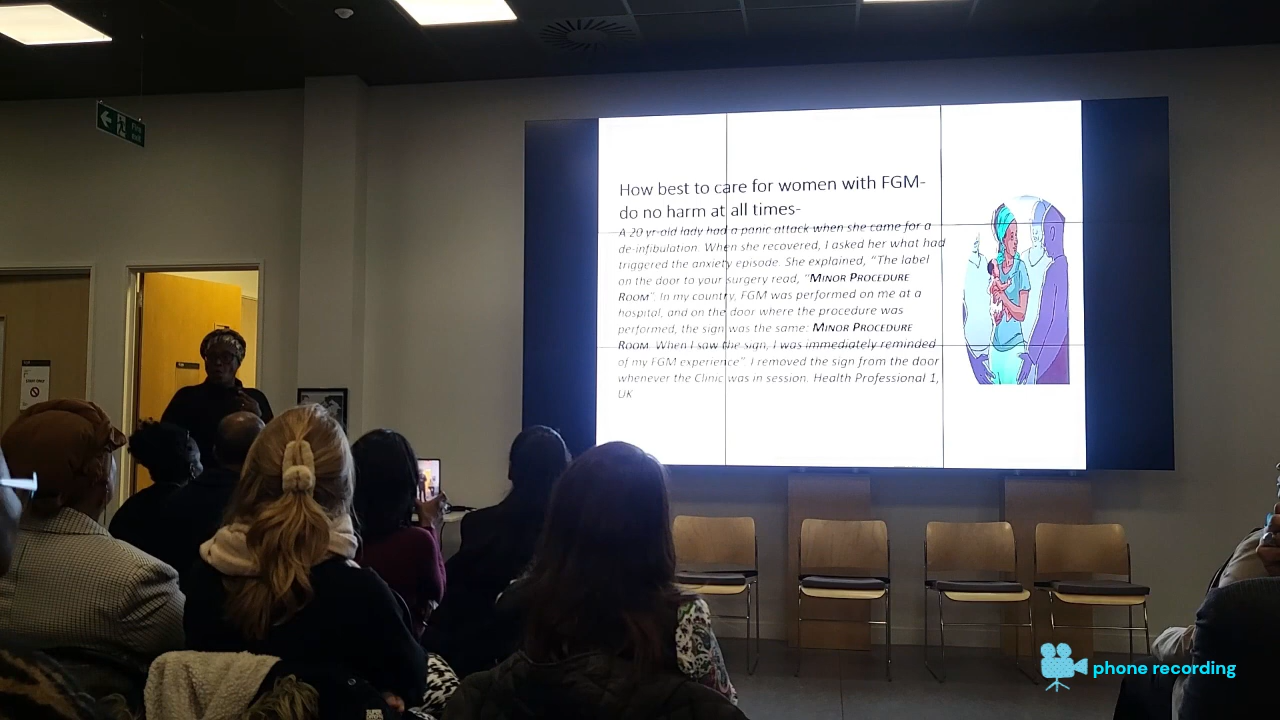 How best to care for women with FGM-
do no harm at all times-
A 20 yr-old lady had a panic attack when she came for a
de-infibulation. When she recovered, I asked her what had
triggered the anxiety episode. She explained, “The label
on the door to your surgery read, “MINOR PROCEDURE
ROOM”. In my country, FGM was performed on me at a
hospital, and on the door where the procedure was
performed, the sign was the same: MINOR PROCEDURE
ROOM. When I saw the sign, I was immediately reminded
of my FGM experience”. I removed the sign from the door
whenever the Clinic was in session. Health Professional 1,
UK
phone recording